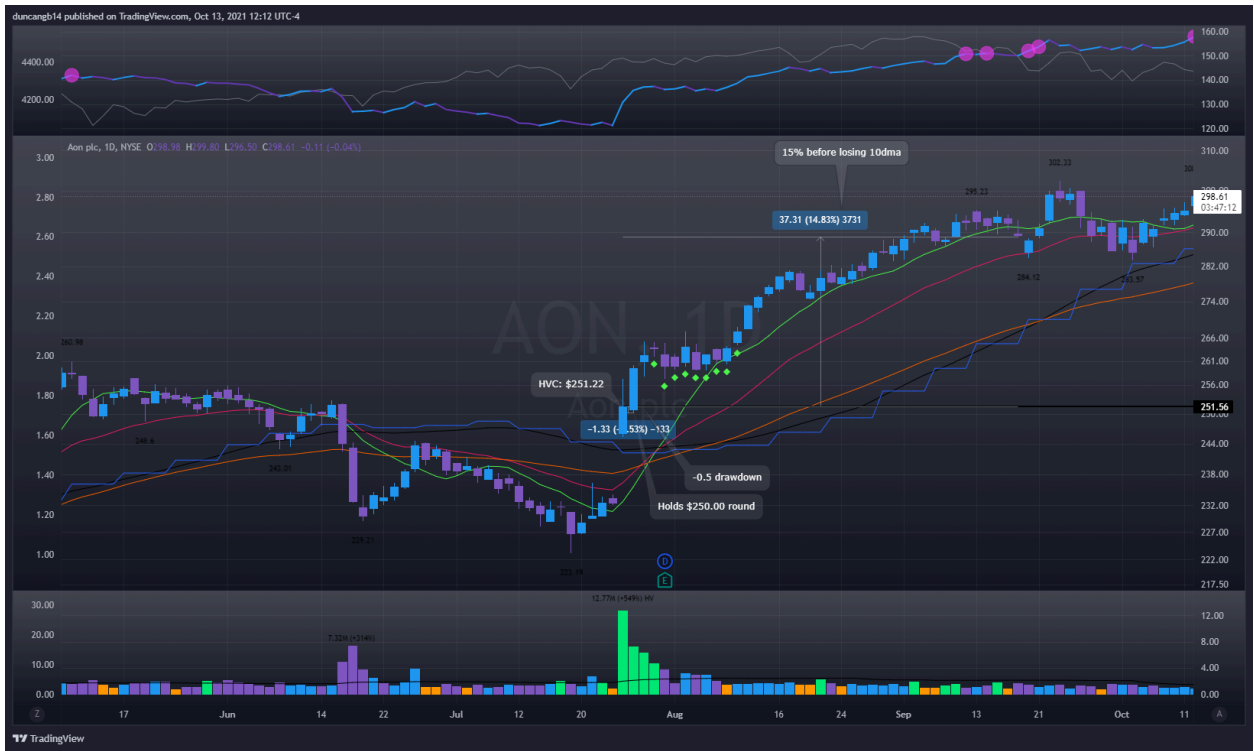 duncangb14 published on TradingView.com, Oct 13, 2021 12:12 UTC-4
4400.00
4200.00
160.00
150.00
140.00
130.00
120.00
Aon plc, 1D, NYSE O298.98 H299.80 L296.50 C298.61 -0.11 (-0.04%)
15% before losing 10dma
37.31 (14.83%) 3731
302.33
295.23
284.12
260.98
246.6
242.01
229.21
222.19
AON, 1D
Aon plc
HVC: $251.22
-0.5 drawdown
Holds $250.00 round
D
E
3.00
2.80
2.60
2.40
2.20
2.00
1.80
1.60
1.40
1.20
1.00
310.00
298.61
03:47:12
290.00
282.00
274.00
266.00
261.00
256.00
251.56
244.00
238.00
232.00
227.00
222.00
217.50
12.77M (+549%) HV
7.32M (+314%)
30.00
20.00
10.00
0.00
12.00
8.00
4.00
0.00
Z
17
Jun
14
22
Jul
12
20
Aug
16
24
Sep
13
21
Oct
11
A
TradingView